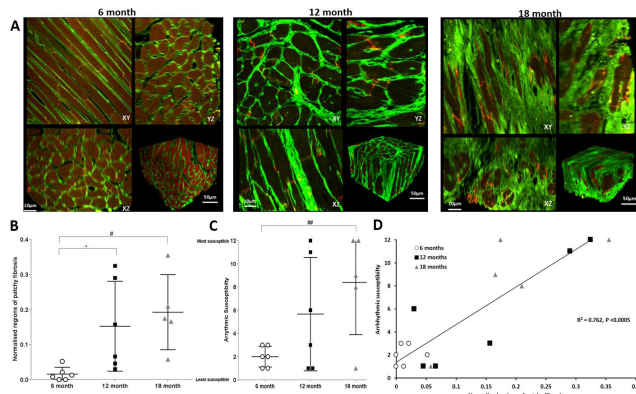 6 month
12 month
18 month
A
XY
YZ
XZ
10µm
50µm
XY
YZ
XZ
50µm
XY
YZ
XZ
50µm
B
Normalised regions of patchy fibrosis
#
*
0.4
0.3
0.2
0.1
0.0
6 month
12 month
18 month
C
Arythmic Susceptibilty
Most susceptible
Least susceptible
##
12
10
8
6
4
2
0
6 month
12 month
18 month
D
Arrhythmic susceptibility
6 months
12 months
18 months
R² = 0.762, P <0.0005
12
10
8
6
4
2
0
0
0.05
0.1
0.15
0.2
0.25
0.3
0.35